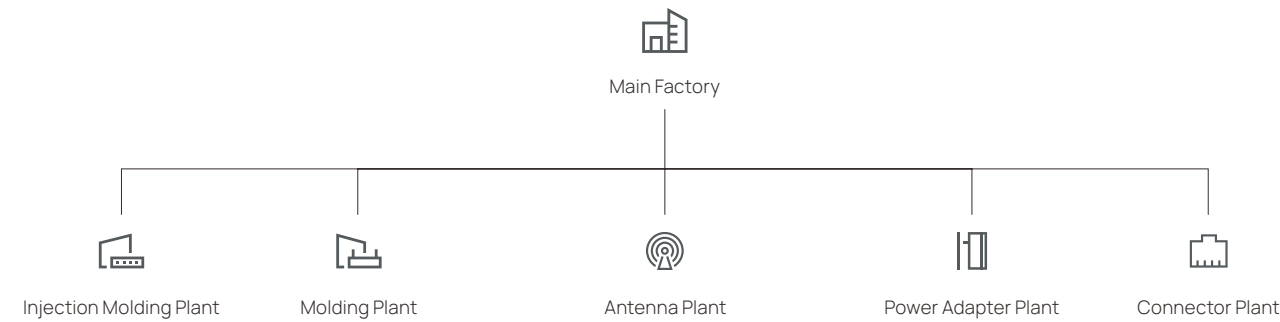 Main Factory
Injection Molding Plant
Molding Plant
Antenna Plant
Power Adapter Plant
Connector Plant